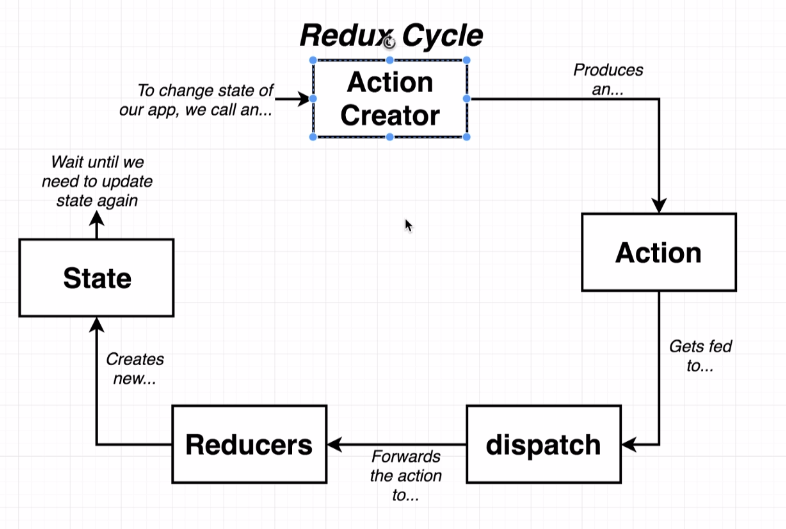 Redux Cycle
To change state of
our app, we call an...
Action
Creator
Produces
an...
Action
Gets fed
to...
dispatch
Forwards
the action
to...
Reducers
Creates
new...
State
Wait until we
need to update
state again